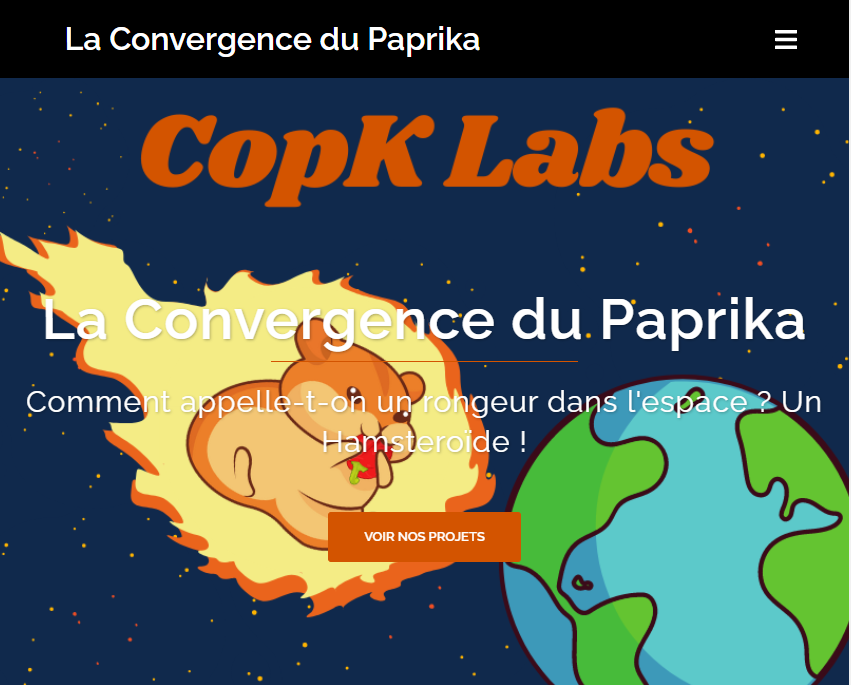 La Convergence du Paprika
CopK Labs
La Convergence du Paprika
Comment appelle-t-on un rongeur dans l'espace ? Un
Hamsteroïde !
VOIR NOS PROJETS